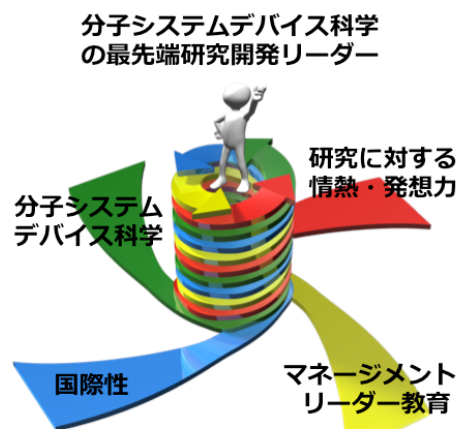 分子システムデバイス科学
の最先端研究開発リーダー
研究に対する
情熱・発想力
分子システム
デバイス科学
国際性
マネージメント
リーダー教育